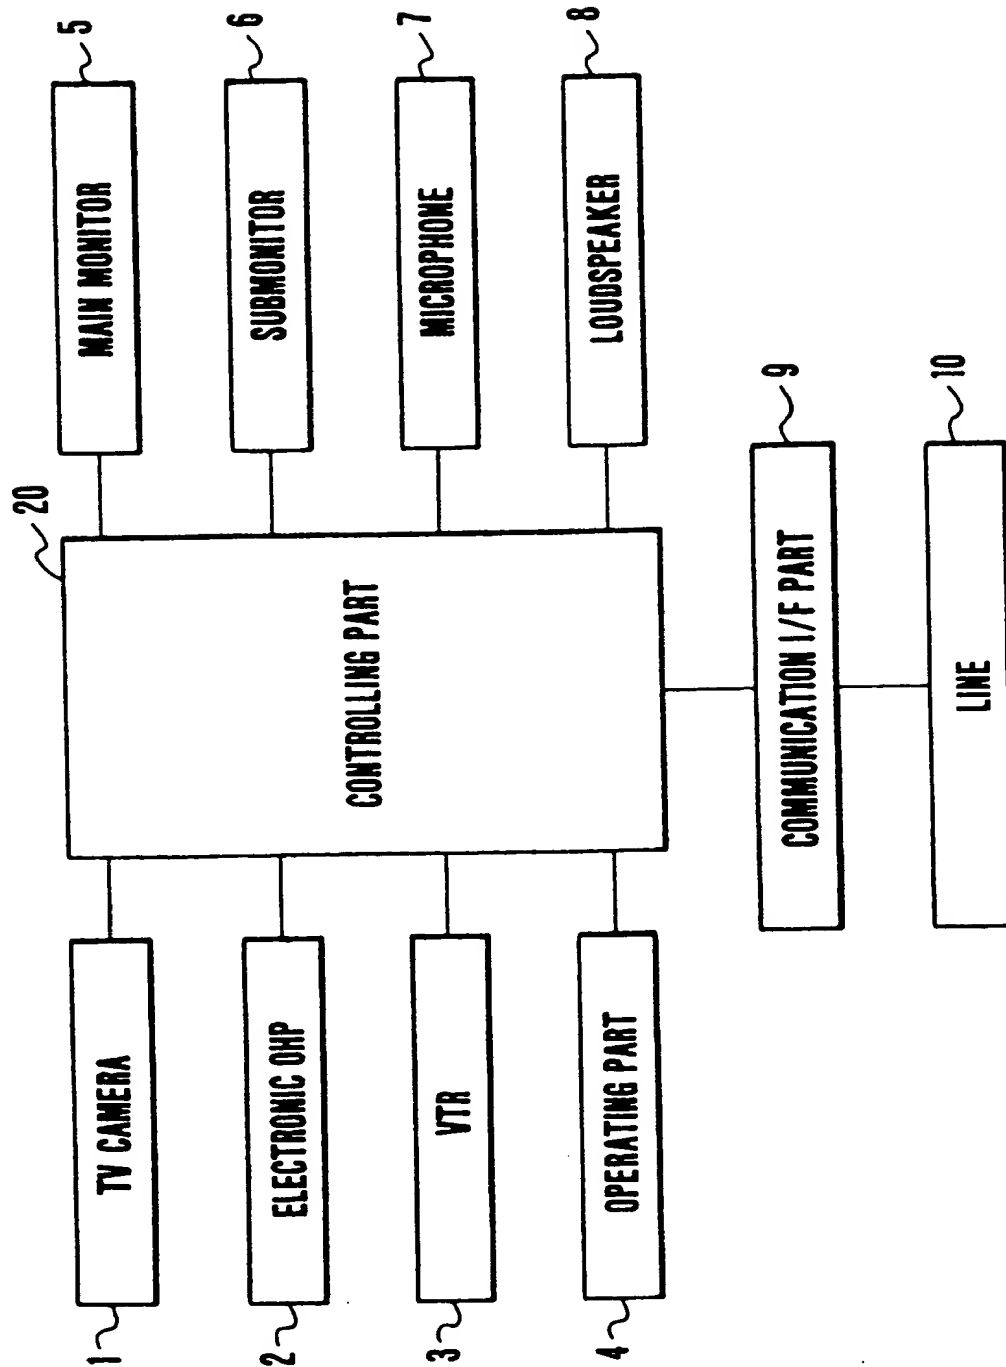 20
1
TV CAMERA
2
ELECTRONIC OHP
3
VTR
4
OPERATING PART
CONTROLLING PART
MAIN MONITOR
5
SUBMONITOR
6
MICROPHONE
7
LOUDSPEAKER
8
COMMUNICATION I/F PART
9
LINE
10